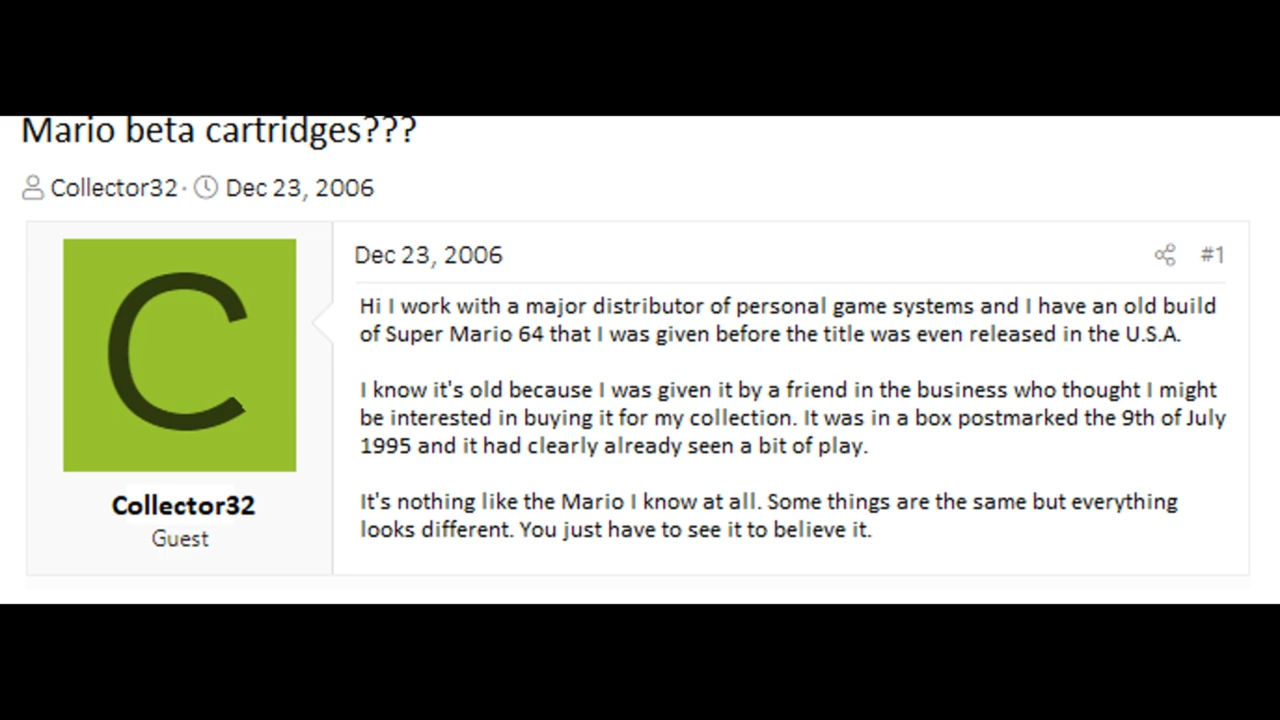 Mario beta cartridges???
Collector32 · Dec 23, 2006
Dec 23, 2006 #1
Hi I work with a major distributor of personal game systems and I have an old build
of Super Mario 64 that I was given before the title was even released in the U.S.A.
I know it's old because I was given it by a friend in the business who thought I might
be interested in buying it for my collection. It was in a box postmarked the 9th of July
1995 and it had clearly already seen a bit of play.
It's nothing like the Mario I know at all. Some things are the same but everything
looks different. You just have to see it to believe it.
C
Collector32
Guest